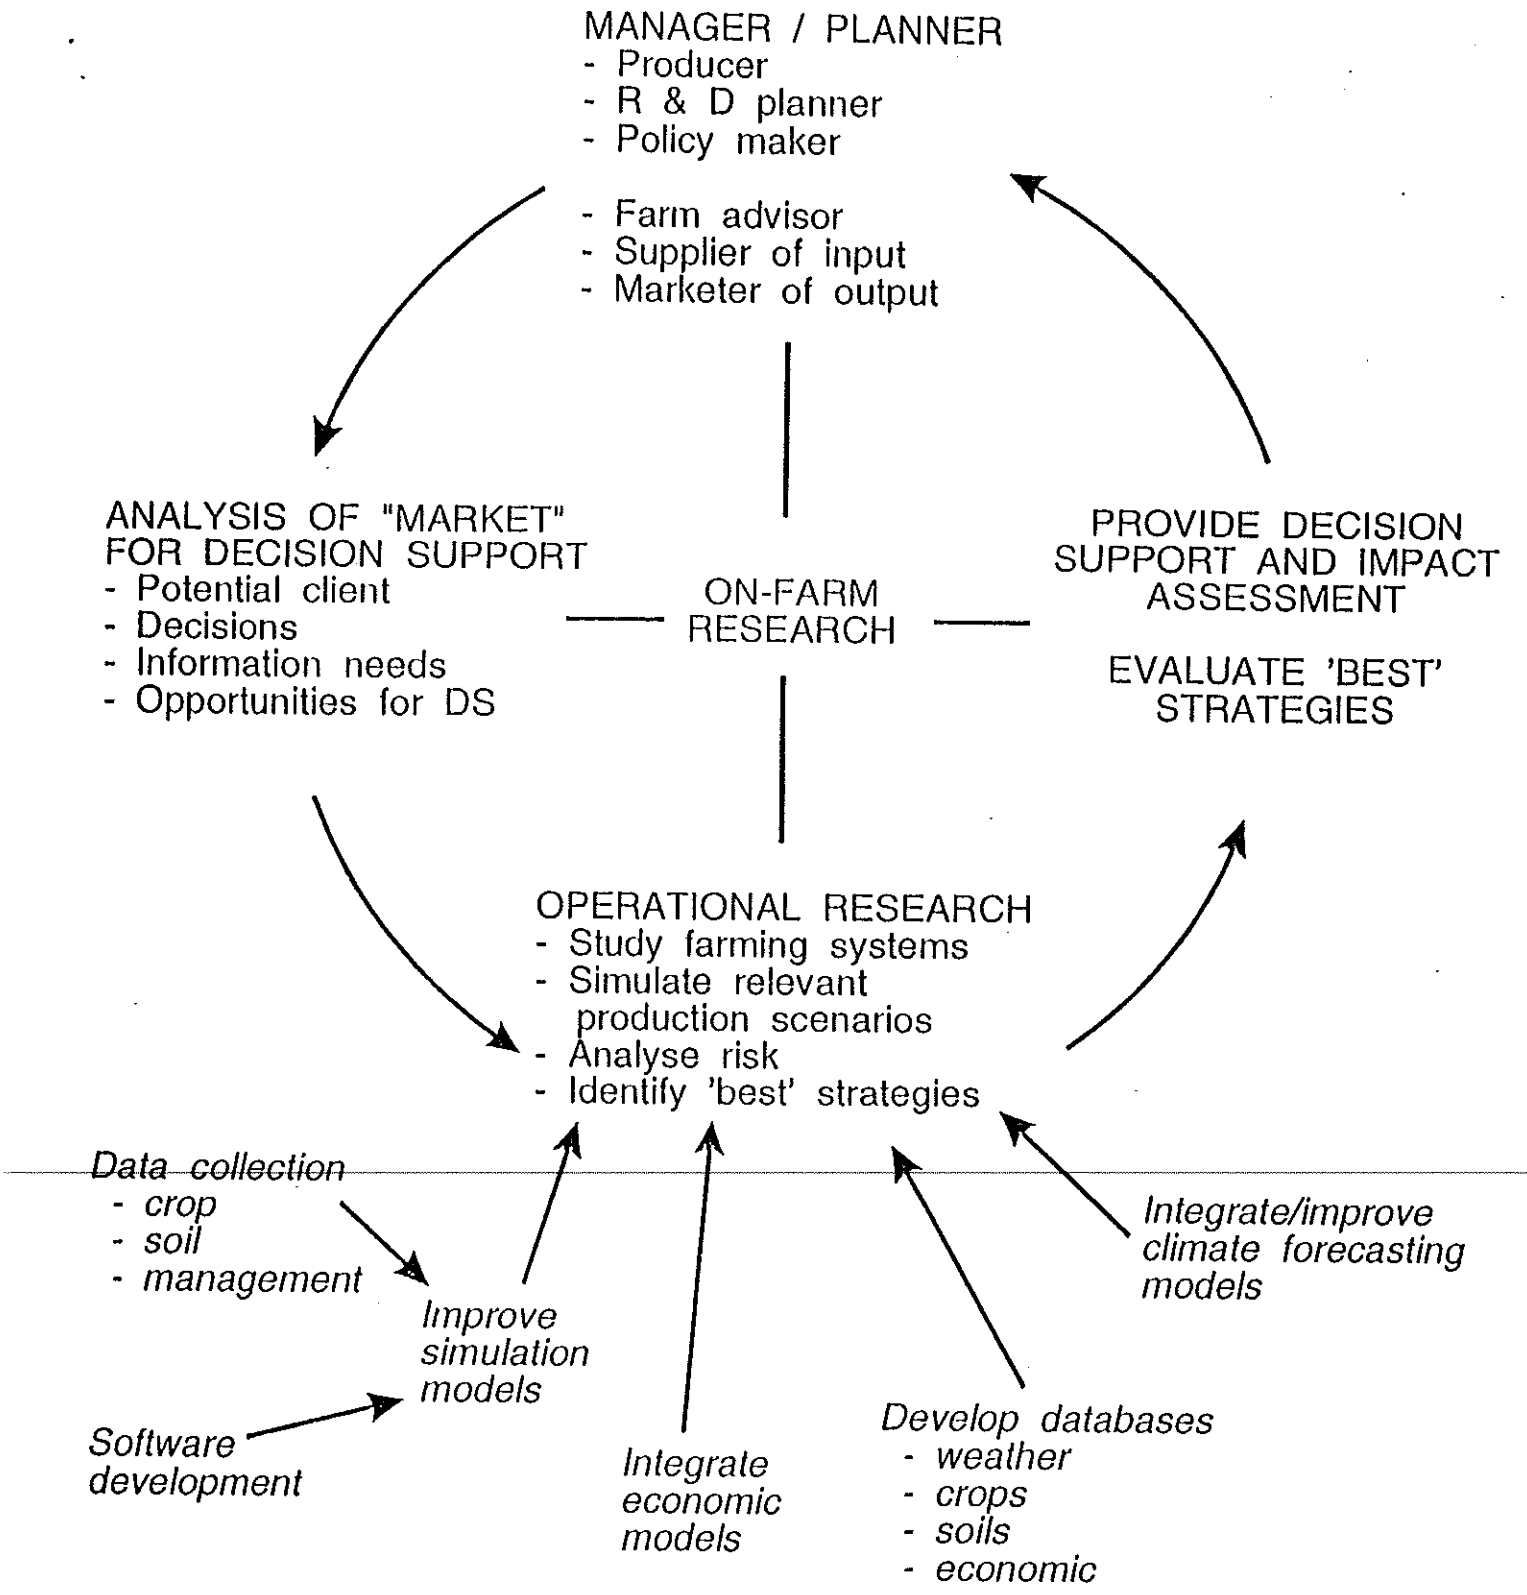 MANAGER / PLANNER
- Producer
- R & D planner
- Policy maker
- Farm advisor
- Supplier of input
- Marketer of output
ANALYSIS OF "MARKET"
FOR DECISION SUPPORT
- Potential client
- Decisions
- Information needs
- Opportunities for DS
ON-FARM
RESEARCH
PROVIDE DECISION
SUPPORT AND IMPACT
ASSESSMENT
EVALUATE 'BEST'
STRATEGIES
OPERATIONAL RESEARCH
- Study farming systems
- Simulate relevant
production scenarios
- Analyse risk
- Identify 'best' strategies
Data collection
- crop
- soil
- management
Improve
simulation
models
Software
development
Integrate
economic
models
Develop databases
- weather
- crops
- soils
- economic
Integrate/improve
climate forecasting
models